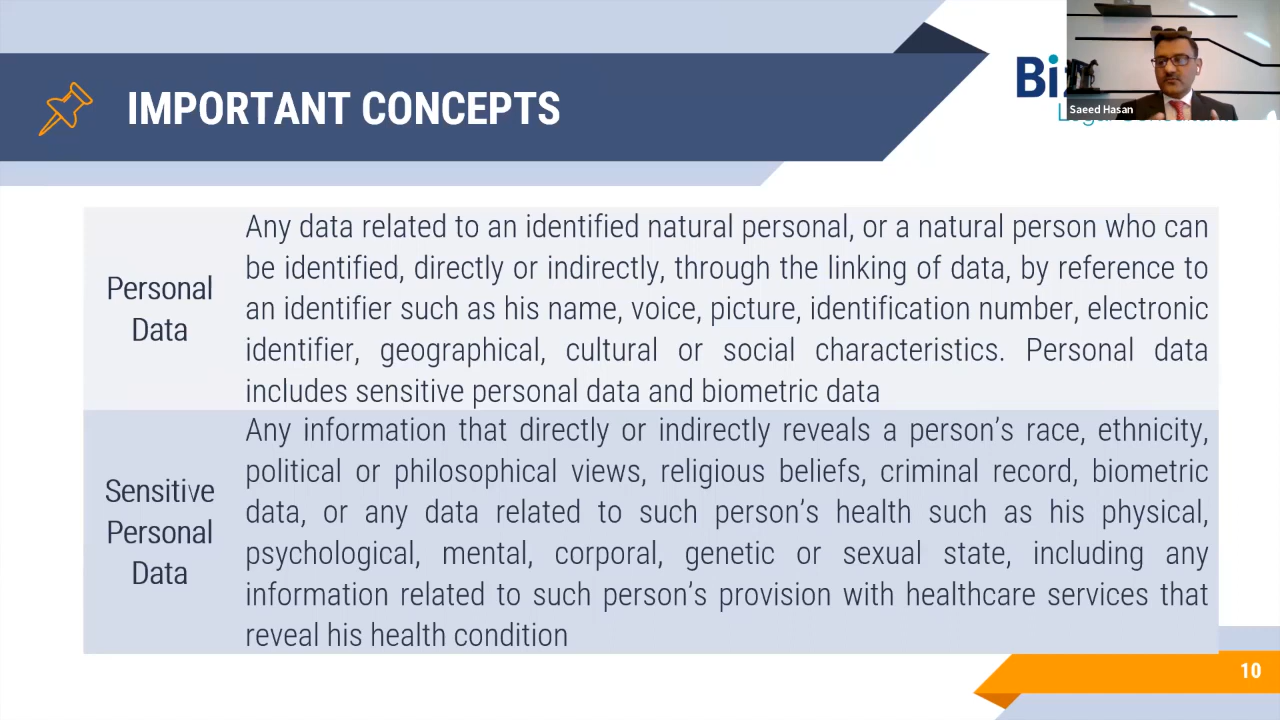 IMPORTANT CONCEPTS
Bi
Saeed Hasan
Personal
Data
Any data related to an identified natural personal, or a natural person who can
be identified, directly or indirectly, through the linking of data, by reference to
an identifier such as his name, voice, picture, identification number, electronic
identifier, geographical, cultural or social characteristics. Personal data
includes sensitive personal data and biometric data
Sensitive
Personal
Data
Any information that directly or indirectly reveals a person’s race, ethnicity,
political or philosophical views, religious beliefs, criminal record, biometric
data, or any data related to such person’s health such as his physical,
psychological, mental, corporal, genetic or sexual state, including any
information related to such person’s provision with healthcare services that
reveal his health condition
10